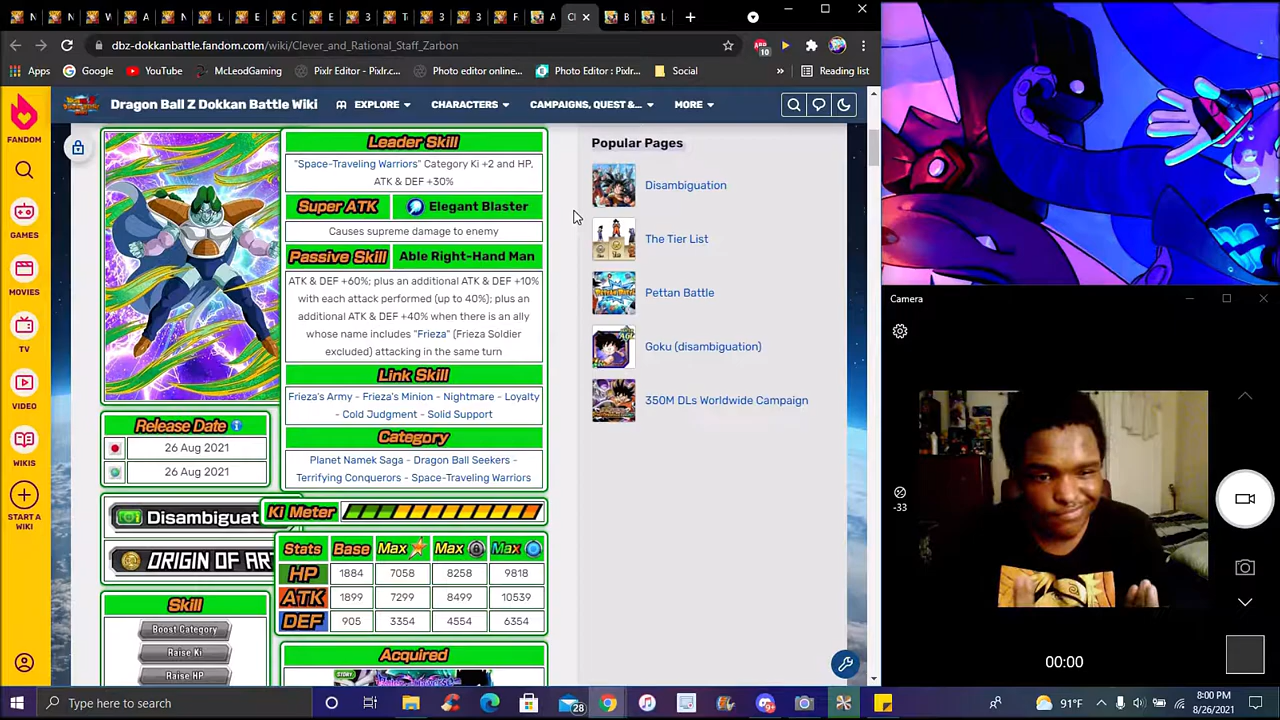 dbz-dokkanbattle.fandom.com/wiki/Clever_and_Rational_Staff_Zarbon
10
Apps
Google
YouTube
McLeodGaming
Pixlr Editor - Pixlr.c...
Photo editor online...
Photo Editor : Pixlr...
Social
»
Reading list
FANDOM
Dragon Ball Z Dokkan Battle Wiki
EXPLORE
CHARACTERS
CAMPAIGNS, QUEST &...
MORE
GAMES
MOVIES
TV
VIDEO
WIKIS
START A
WIKI
Leader Skill
"Space-Traveling Warriors" Category Ki +2 and HP,
ATK & DEF +30%
Super ATK
Elegant Blaster
Causes supreme damage to enemy
Passive Skill
Able Right-Hand Man
ATK & DEF +60%; plus an additional ATK & DEF +10%
with each attack performed (up to 40%); plus an
additional ATK & DEF +40% when there is an ally
whose name includes "Frieza" (Frieza Soldier
excluded) attacking in the same turn
Link Skill
Frieza's Army - Frieza's Minion - Nightmare - Loyalty
- Cold Judgment - Solid Support
Category
Planet Namek Saga - Dragon Ball Seekers -
Terrifying Conquerors - Space-Traveling Warriors
Release Date
26 Aug 2021
26 Aug 2021
Disambiguat
ORIGIN OF AR
Ki Meter
Stats Base Max Max Max
HP 1884 7058 8258 9818
ATK 1899 7299 8499 10539
DEF 905 3354 4554 6354
Skill
Boost Category
Raise Ki
Raise HP
Acquired
STORY
Popular Pages
Disambiguation
The Tier List
Pettan Battle
Goku (disambiguation)
350M DLs Worldwide Campaign
Camera
-33
00:00
Type here to search
28
91°F
8:00 PM
8/26/2021